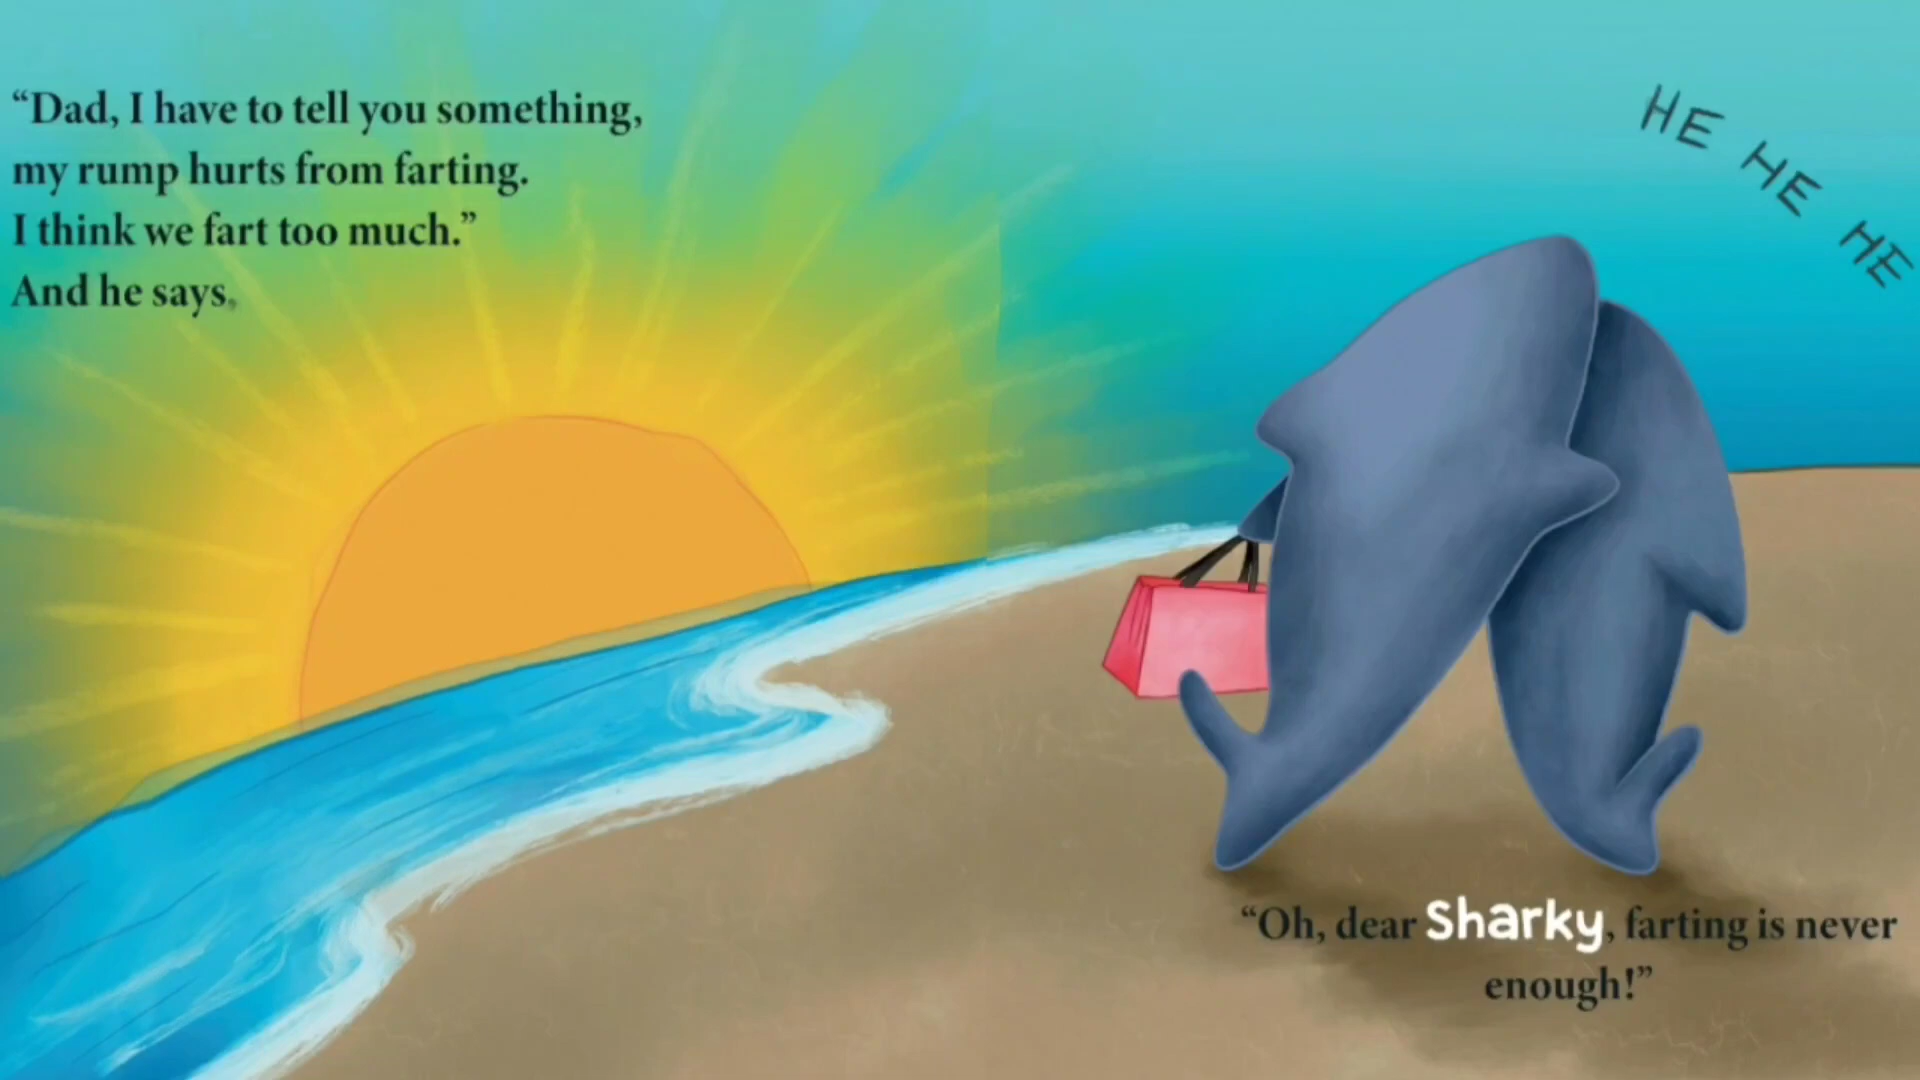 “Dad, I have to tell you something,
my rump hurts from farting.
I think we fart too much.”
And he says,
HE HE HE
“Oh, dear Sharky, farting is never
enough!”